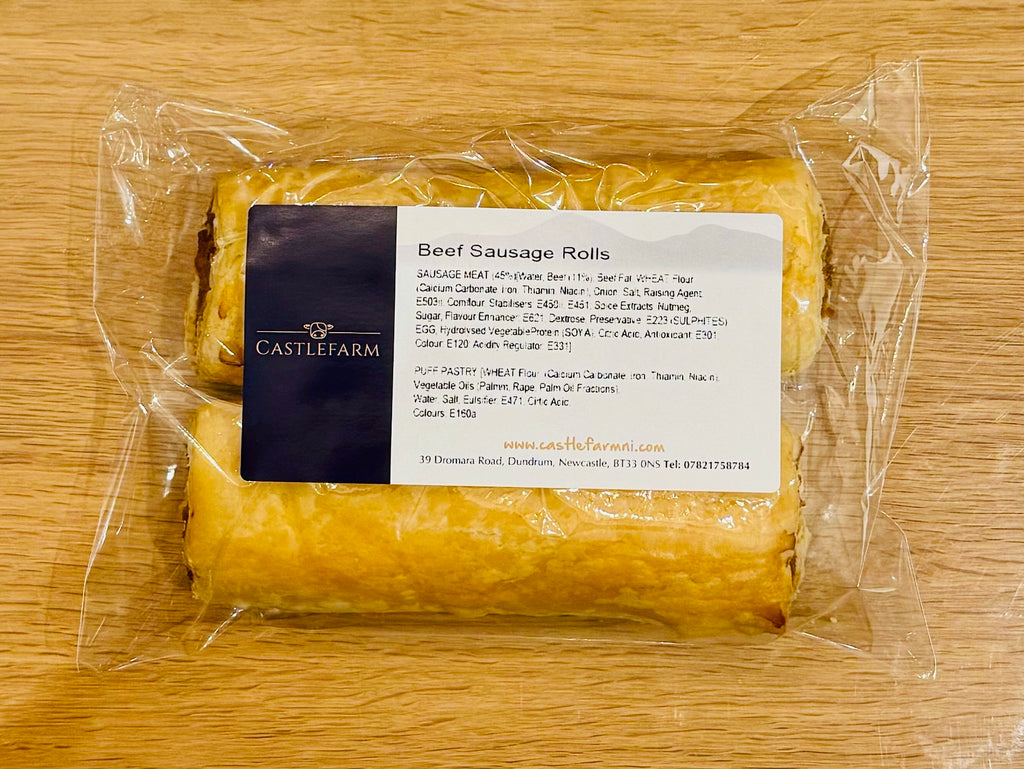 CASTLEFARM
Beef Sausage Rolls
SAUSAGE MEAT (45%)[Water, Beef (11%), Beef Fat, WHEAT Flour
(Calcium Carbonate, Iron, Thiamin, Niacin), Onion, Salt, Raising Agent
E503ii, Cornflour, Stabilisers: E450i, E451, Spice Extracts, Nutmeg,
Sugar, Flavour Enhancer: E621, Dextrose, Preservative: E223 (SULPHITES)
EGG, Hydrolysed VegetableProtein (SOYA), Citric Acid, Antioxidant: E301
Colour: E120, Acidity Regulator: E331]
PUFF PASTRY [WHEAT Flour (Calcium Carbonate, Iron, Thiamin, Niacin),
Vegetable Oils (Palmm, Rape, Palm Oil Fractions),
Water, Salt, Eulsifier: E471, Citric Acid,
Colours: E160a
www.castlefarmni.com
39 Dromara Road, Dundrum, Newcastle, BT33 0NS Tel: 07821758784